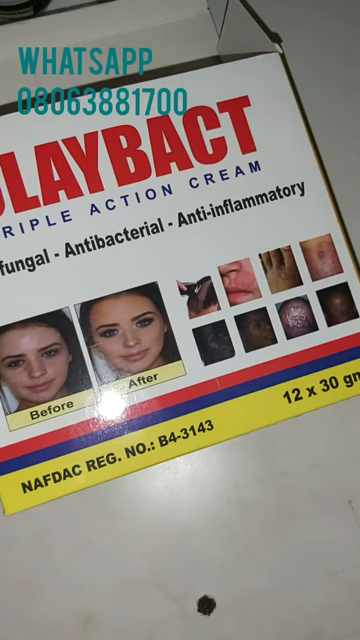 WHATSAPP
08063881700
LAYBACT
RIPLE ACTION CREAM
fungal - Antibacterial - Anti-inflammatory
Before
After
12 x 30 gm
NAFDAC REG. NO.: B4-3143